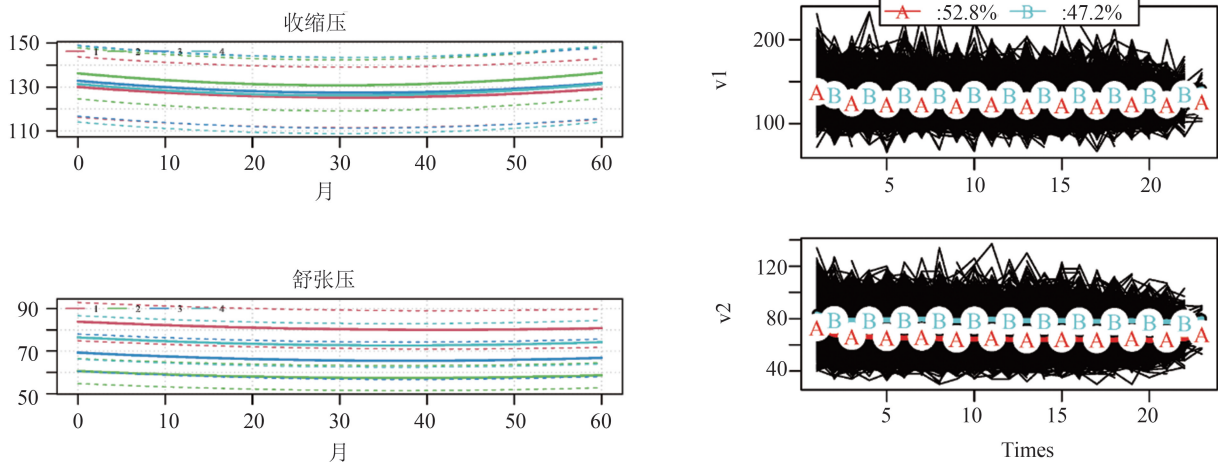 收缩压
150
130
110
1 2 3 4
0 10 20 30 40 50 60
月
舒张压
90
70
50
1 2 3 4
0 10 20 30 40 50 60
月
A :52.8% B :47.2%
v1
200
100
A B A B A B A B A B A B A B A B A B A B A B A
5 10 15 20
v2
120
80
40
A B A B A B A B A B A B A B A B A B A B A B A
5 10 15 20
Times